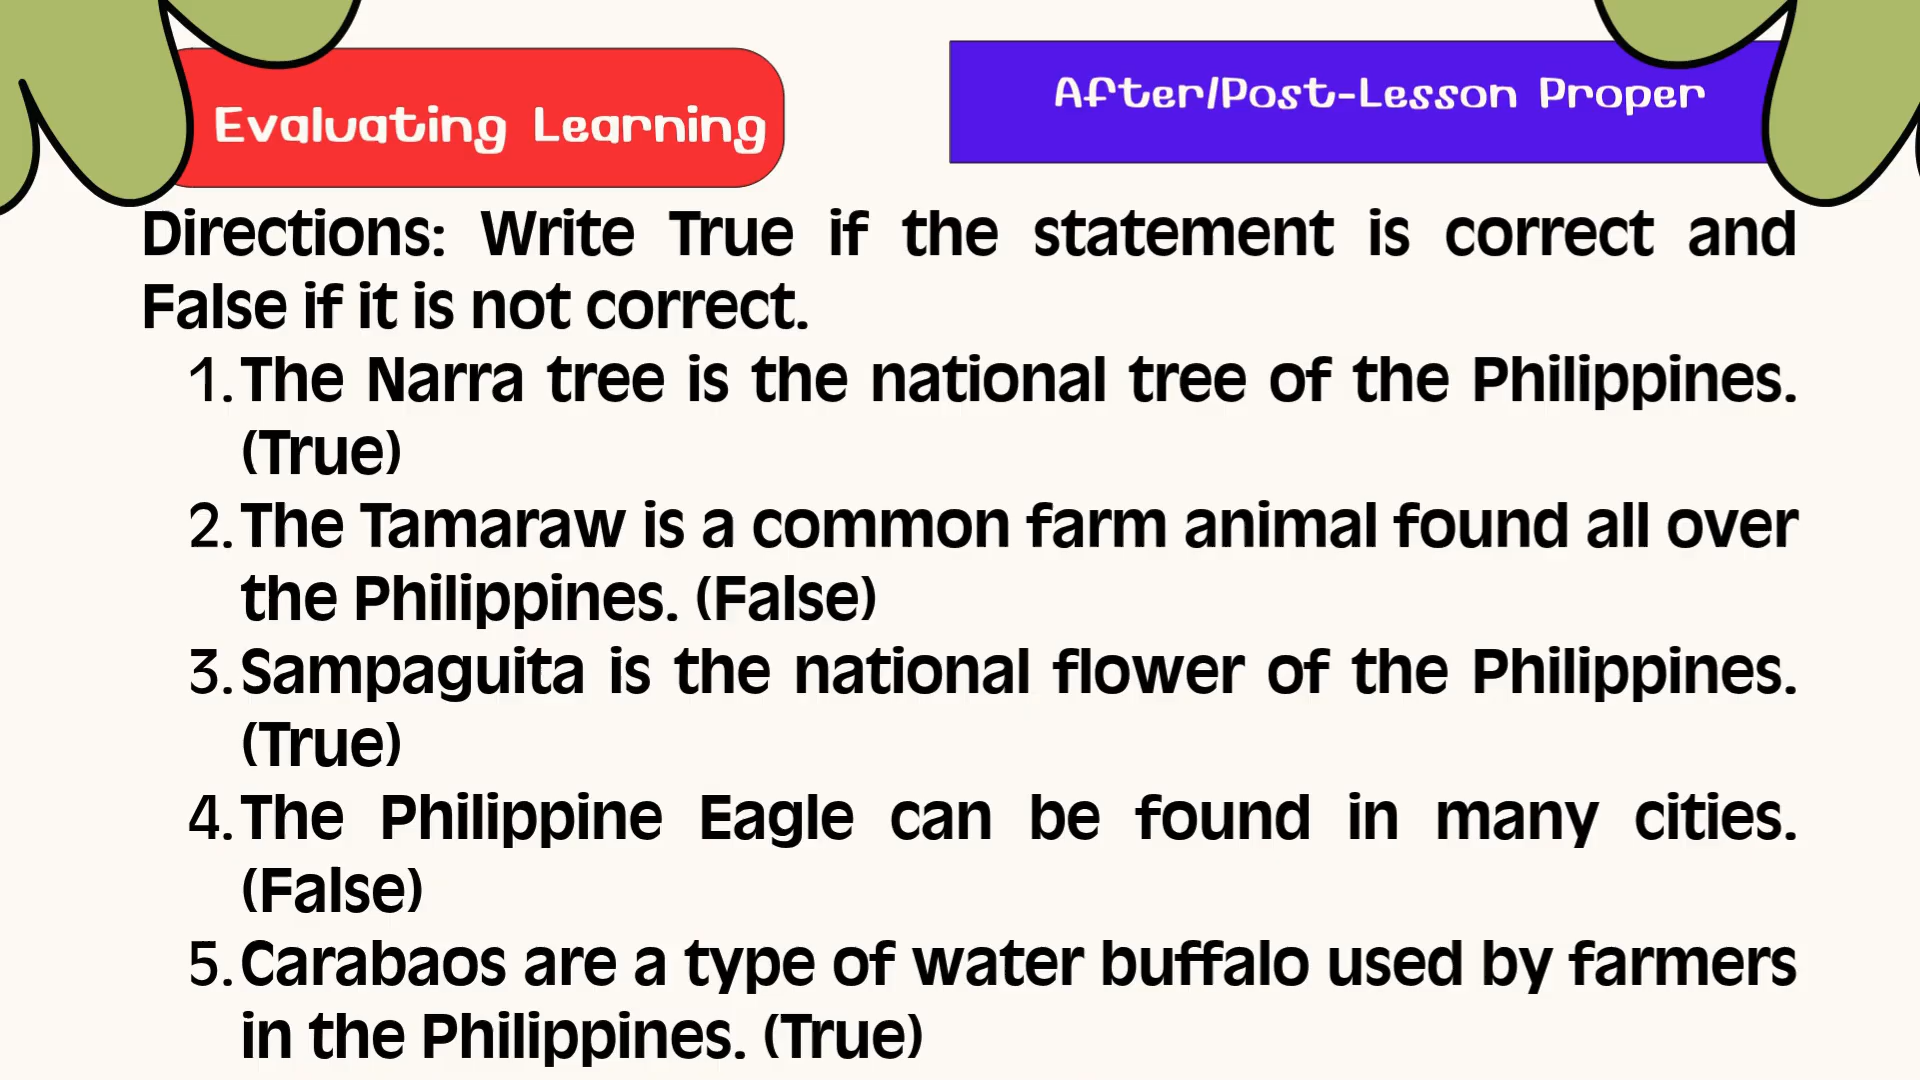 Evaluating Learning
After/Post-Lesson Proper
Directions: Write True if the statement is correct and
False if it is not correct.
1. The Narra tree is the national tree of the Philippines.
(True)
2. The Tamaraw is a common farm animal found all over
the Philippines. (False)
3. Sampaguita is the national flower of the Philippines.
(True)
4. The Philippine Eagle can be found in many cities.
(False)
5. Carabaos are a type of water buffalo used by farmers
in the Philippines. (True)